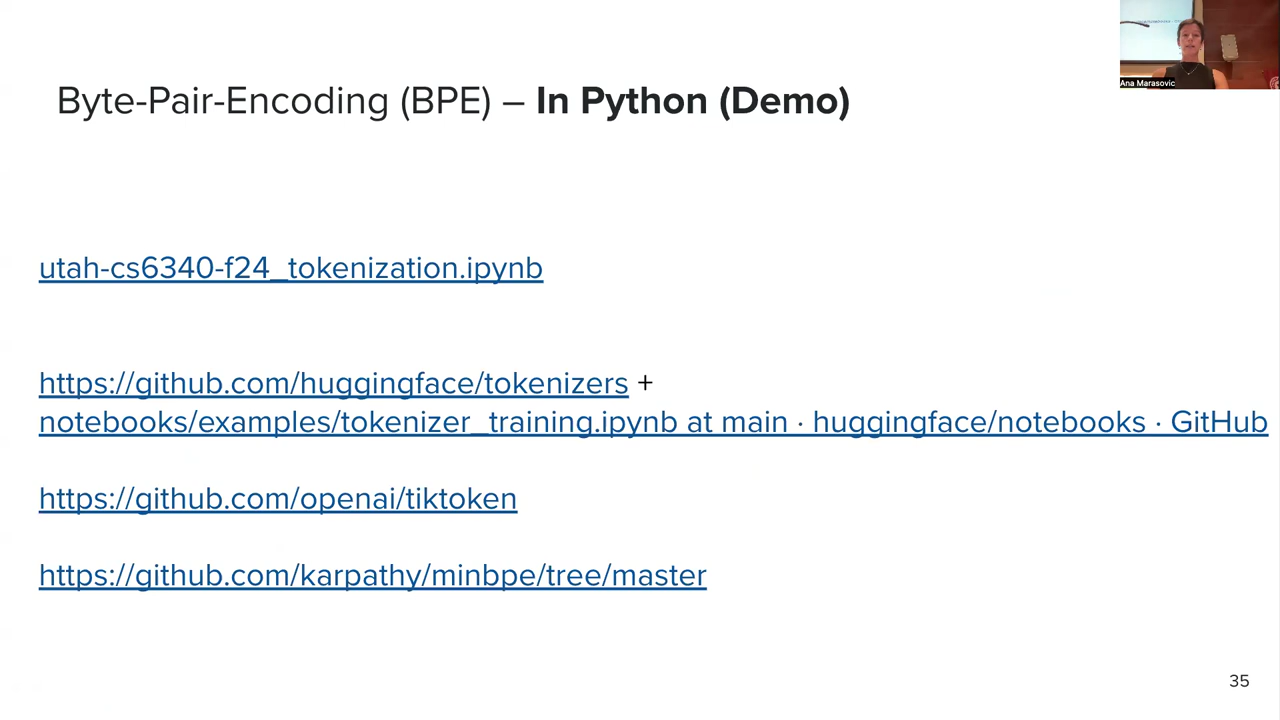 Ana Marasovic
Byte-Pair-Encoding (BPE) – In Python (Demo)
utah-cs6340-f24_tokenization.ipynb
https://github.com/huggingface/tokenizers +
notebooks/examples/tokenizer_training.ipynb at main · huggingface/notebooks · GitHub
https://github.com/openai/tiktoken
https://github.com/karpathy/minbpe/tree/master
35